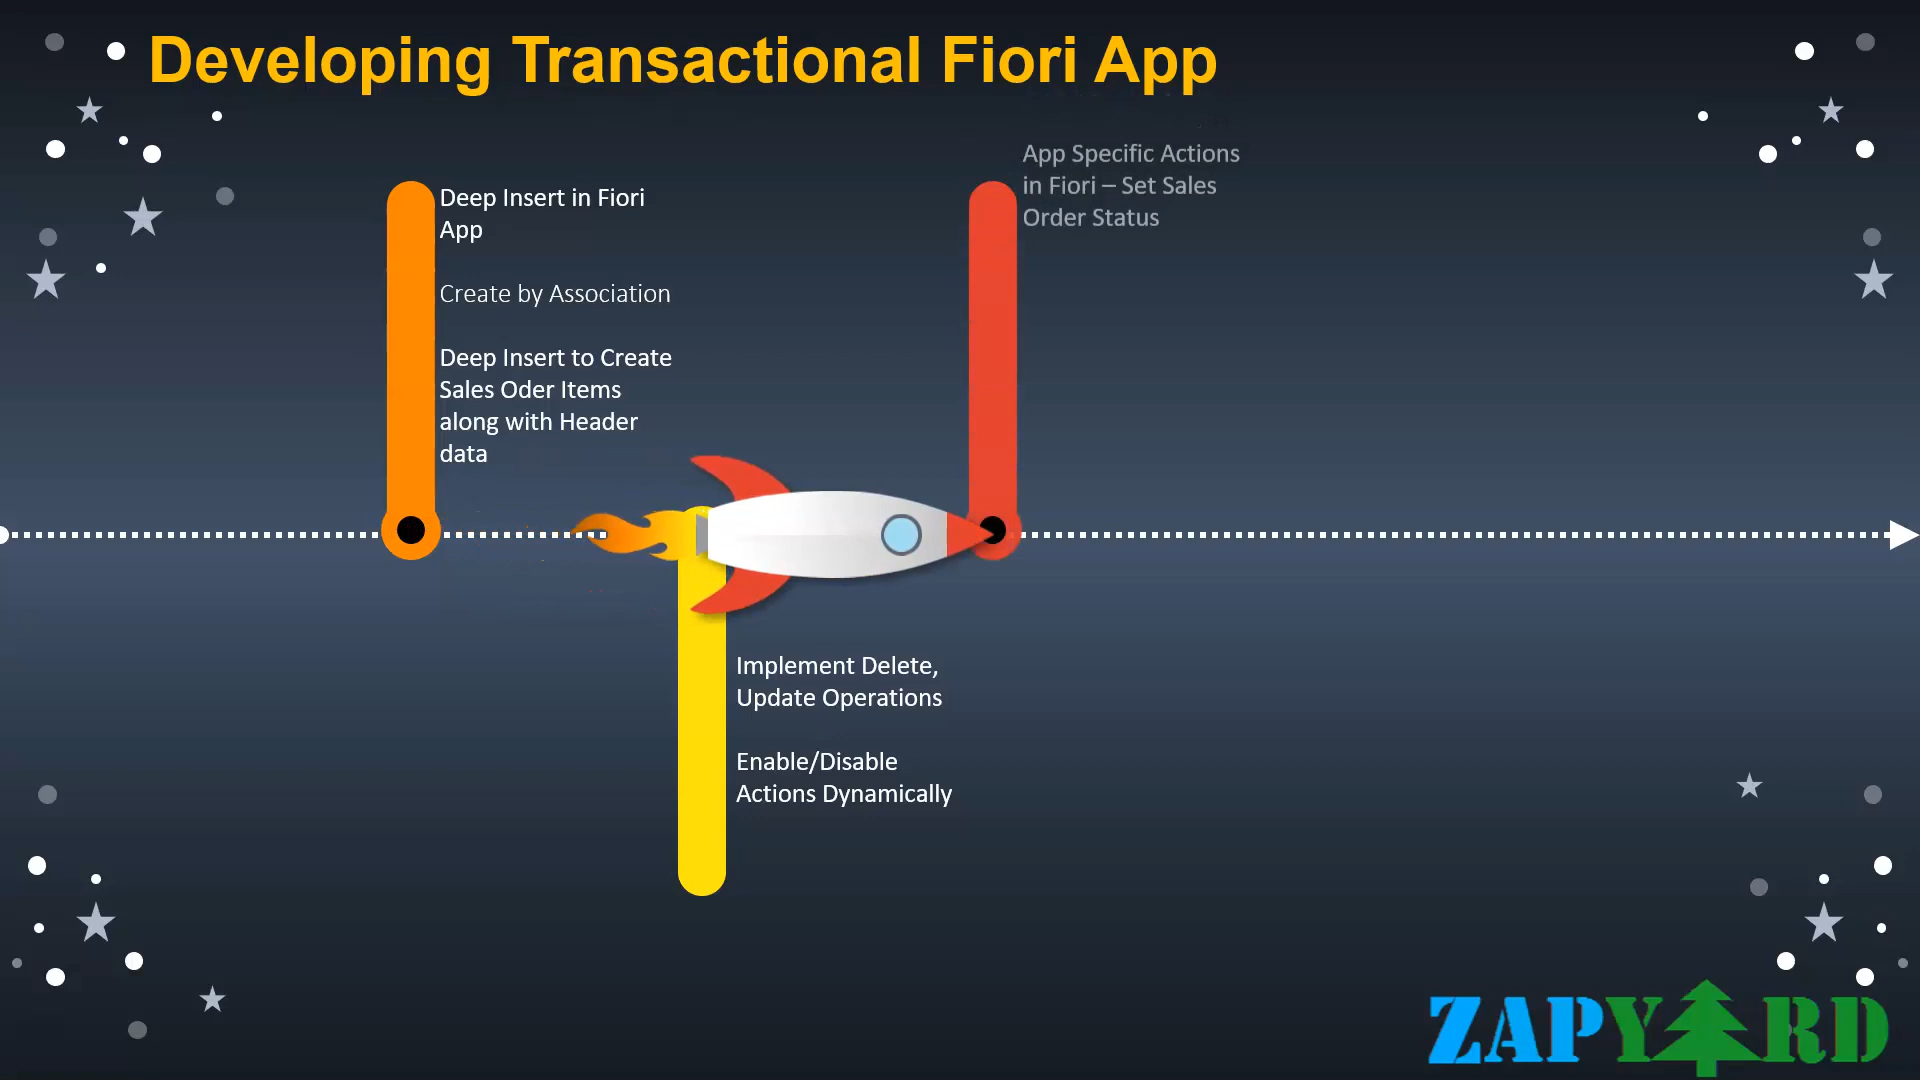 Developing Transactional Fiori App
Deep Insert in Fiori
App
Create by Association
Deep Insert to Create
Sales Oder Items
along with Header
data
App Specific Actions
in Fiori – Set Sales
Order Status
Implement Delete,
Update Operations
Enable/Disable
Actions Dynamically
ZAPYARD